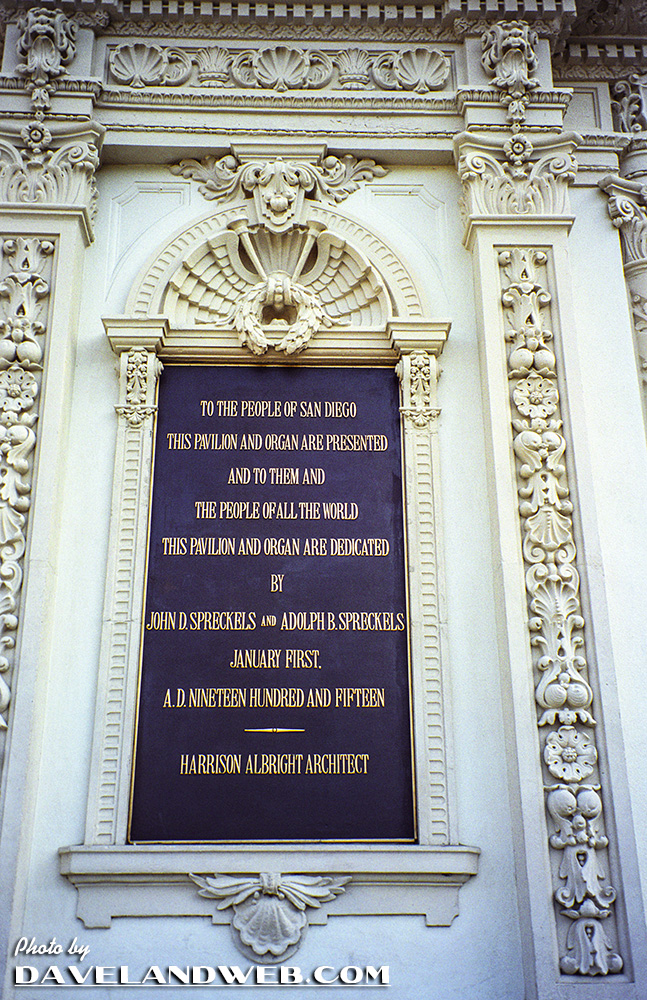 TO THE PEOPLE OF SAN DIEGO
THIS PAVILION AND ORGAN ARE PRESENTED
AND TO THEM AND
THE PEOPLE OF ALL THE WORLD
THIS PAVILION AND ORGAN ARE DEDICATED
BY
JOHN D. SPRECKELS AND ADOLPH B. SPRECKELS
JANUARY FIRST.
A.D. NINETEEN HUNDRED AND FIFTEEN
HARRISON ALBRIGHT ARCHITECT
Photo by
DAVELANDWEB.COM